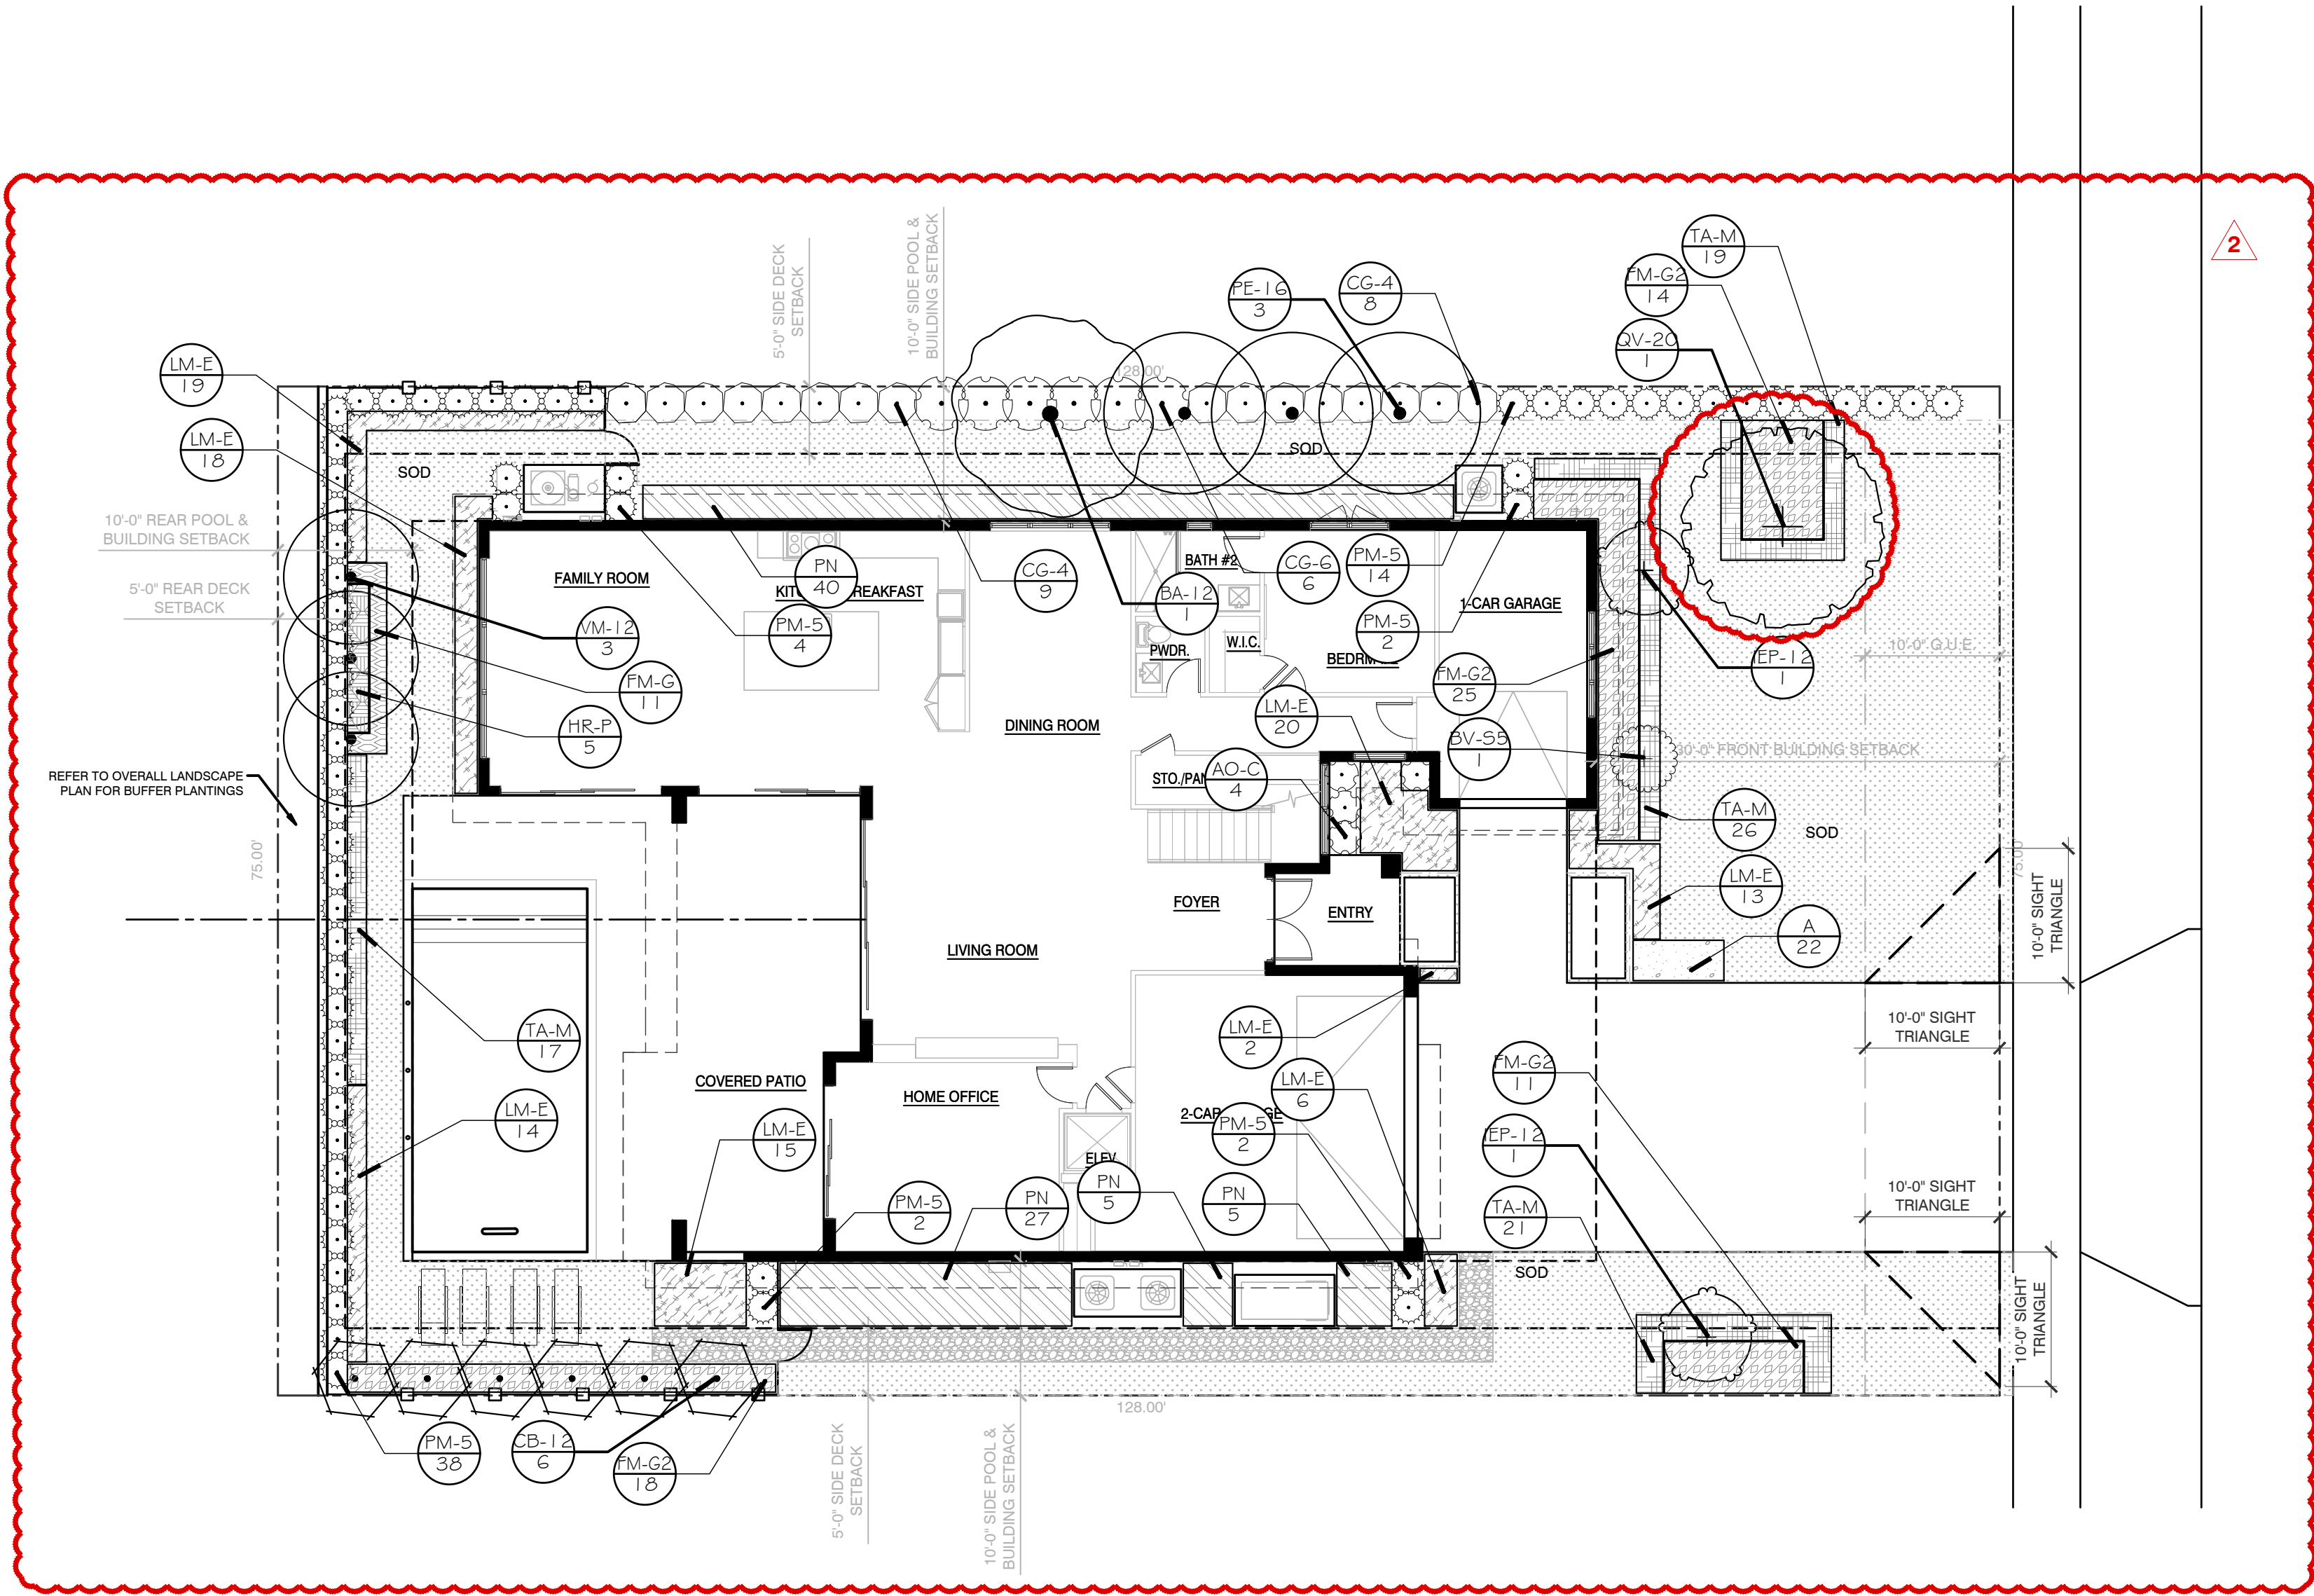 2
TA-M
19
FM-G2
14
QV-20
1
PE-16
3
CG-4
8
5'-0" SIDE DECK
SETBACK
10'-0" SIDE POOL &
BUILDING SETBACK
LM-E
19
LM-E
18
128.00'
SOD
SOD
10'-0" REAR POOL &
BUILDING SETBACK
5'-0" REAR DECK
SETBACK
FAMILY ROOM
PN
40
BREAKFAST
CG-4
9
BATH #2
BA-12
1
CG-6
6
PM-5
14
PM-5
2
1-CAR GARAGE
VM-12
3
PM-5
4
PWDR.
W.I.C.
10'-0" G.U.E.
IEP-12
1
FM-G
11
HR-P
5
DINING ROOM
LM-E
20
FM-G2
25
BV-S5
1
30'-0" FRONT BUILDING SETBACK
REFER TO OVERALL LANDSCAPE
PLAN FOR BUFFER PLANTINGS
AO-C
4
TA-M
26
SOD
75.00'
75.00'
LM-E
13
10'-0" SIGHT
TRIANGLE
FOYER
ENTRY
A
22
LIVING ROOM
TA-M
17
LM-E
2
10'-0" SIGHT
TRIANGLE
COVERED PATIO
HOME OFFICE
LM-E
6
FM-G2
11
LM-E
14
LM-E
15
PM-5
2
IEP-12
1
ELEV.
PM-5
2
PN
27
PN
5
PN
5
TA-M
21
10'-0" SIGHT
TRIANGLE
SOD
10'-0" SIGHT
TRIANGLE
128.00'
PM-5
38
CB-12
6
FM-G2
18
5'-0" SIDE DECK
SETBACK
10'-0" SIDE POOL &
BUILDING SETBACK